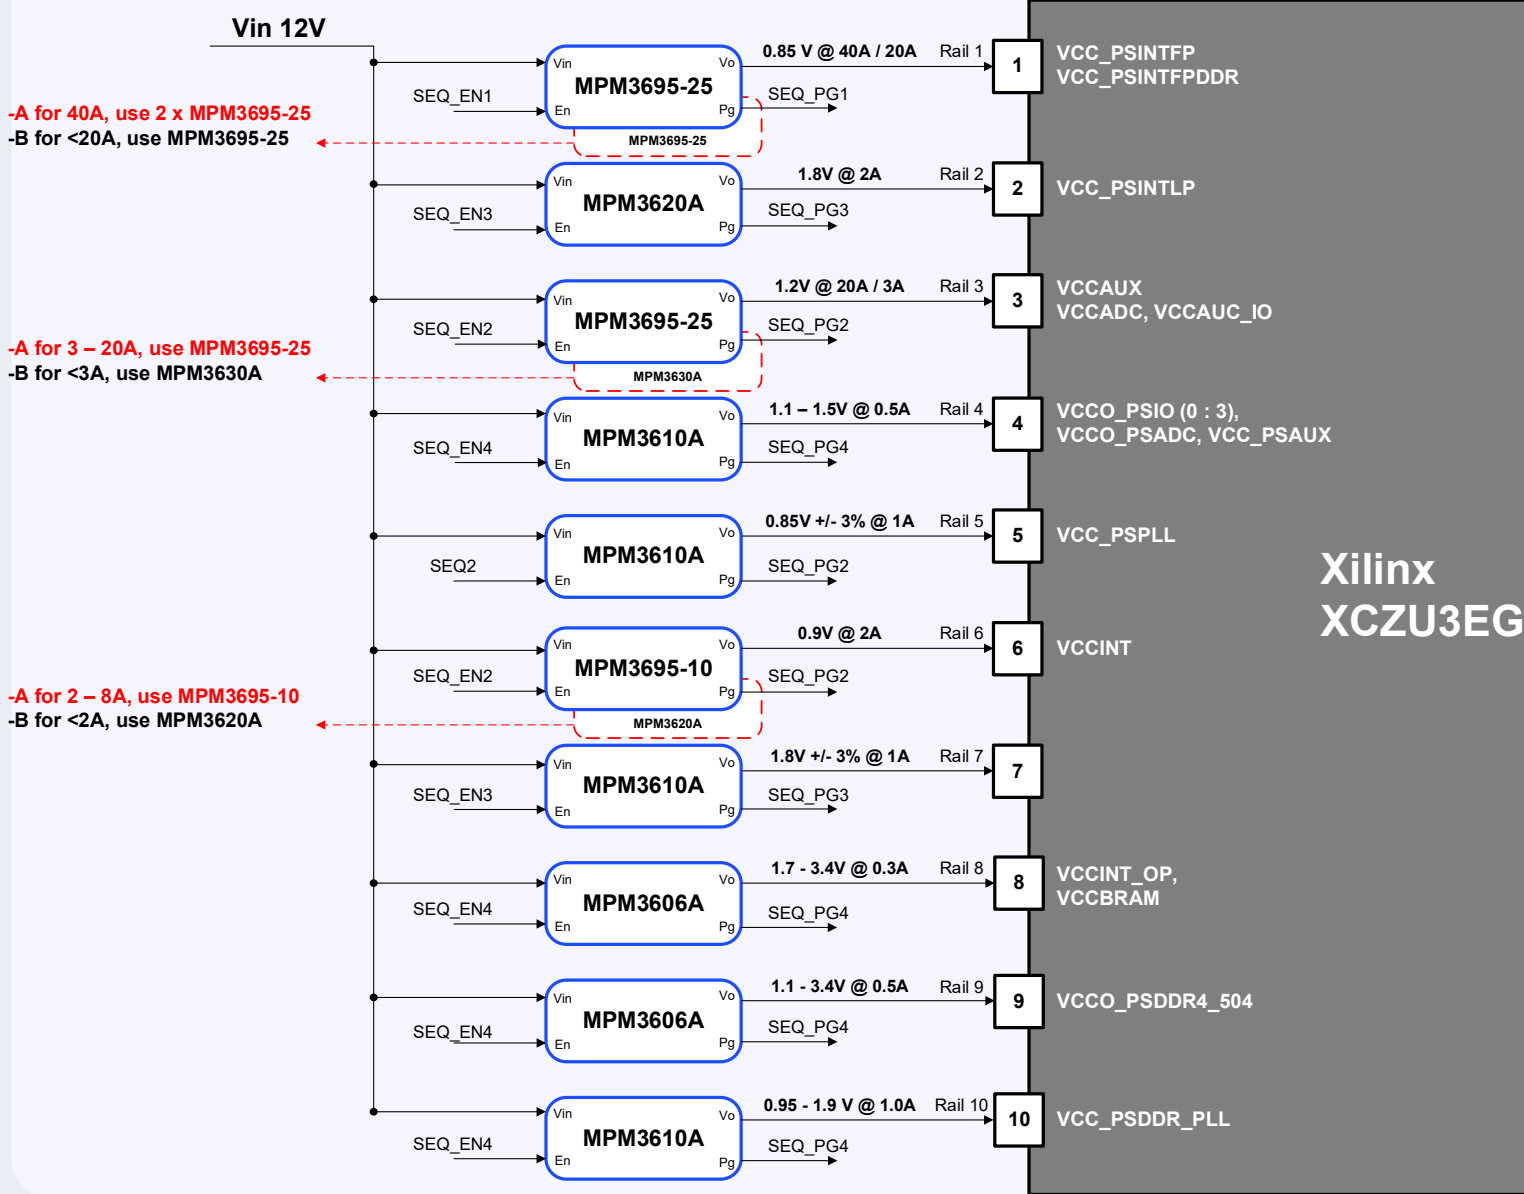 Vin 12V
-A for 40A, use 2 x MPM3695-25
-B for <20A, use MPM3695-25
SEQ_EN1
Vin
En
MPM3695-25
Vo
Pg
MPM3695-25
0.85 V @ 40A / 20A
Rail 1
SEQ_PG1
1
VCC_PSINTFP
VCC_PSINTFPDDR
SEQ_EN3
Vin
En
MPM3620A
Vo
Pg
1.8V @ 2A
Rail 2
SEQ_PG3
2
VCC_PSINTLP
-A for 3 – 20A, use MPM3695-25
-B for <3A, use MPM3630A
SEQ_EN2
Vin
En
MPM3695-25
Vo
Pg
MPM3630A
1.2V @ 20A / 3A
Rail 3
SEQ_PG2
3
VCCAUX
VCCADC, VCCAUC_IO
SEQ_EN4
Vin
En
MPM3610A
Vo
Pg
1.1 – 1.5V @ 0.5A
Rail 4
SEQ_PG4
4
VCCO_PSIO (0 : 3),
VCCO_PSADC, VCC_PSAUX
SEQ2
Vin
En
MPM3610A
Vo
Pg
0.85V +/- 3% @ 1A
Rail 5
SEQ_PG2
5
VCC_PSPLL
Xilinx
XCZU3EG
-A for 2 – 8A, use MPM3695-10
-B for <2A, use MPM3620A
SEQ_EN2
Vin
En
MPM3695-10
Vo
Pg
MPM3620A
0.9V @ 2A
Rail 6
SEQ_PG2
6
VCCINT
SEQ_EN3
Vin
En
MPM3610A
Vo
Pg
1.8V +/- 3% @ 1A
Rail 7
SEQ_PG3
7
SEQ_EN4
Vin
En
MPM3606A
Vo
Pg
1.7 - 3.4V @ 0.3A
Rail 8
SEQ_PG4
8
VCCINT_OP,
VCCBRAM
SEQ_EN4
Vin
En
MPM3606A
Vo
Pg
1.1 - 3.4V @ 0.5A
Rail 9
SEQ_PG4
9
VCCO_PSDDR4_504
SEQ_EN4
Vin
En
MPM3610A
Vo
Pg
0.95 - 1.9 V @ 1.0A
Rail 10
SEQ_PG4
10
VCC_PSDDR_PLL